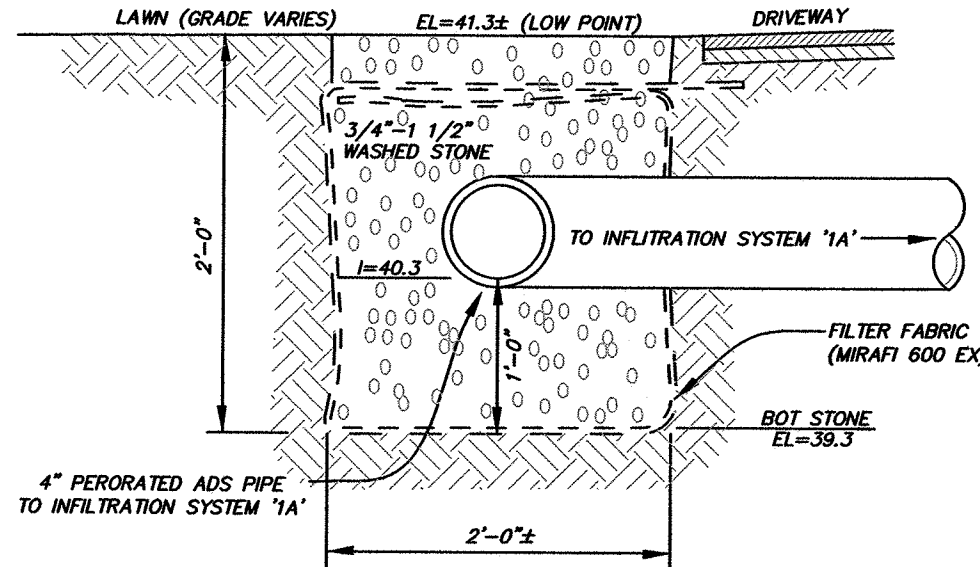 LAWN (GRADE VARIES)
EL=41.3± (LOW POINT)
DRIVEWAY
3/4"-1 1/2"
WASHED STONE
2'-0"
TO INFLITRATION SYSTEM '1A'
I=40.3
1'-0"
FILTER FABRIC
(MIRAFI 600 EX)
BOT STONE
EL=39.3
4" PERORATED ADS PIPE
TO INFILTRATION SYSTEM '1A'
2'-0"±